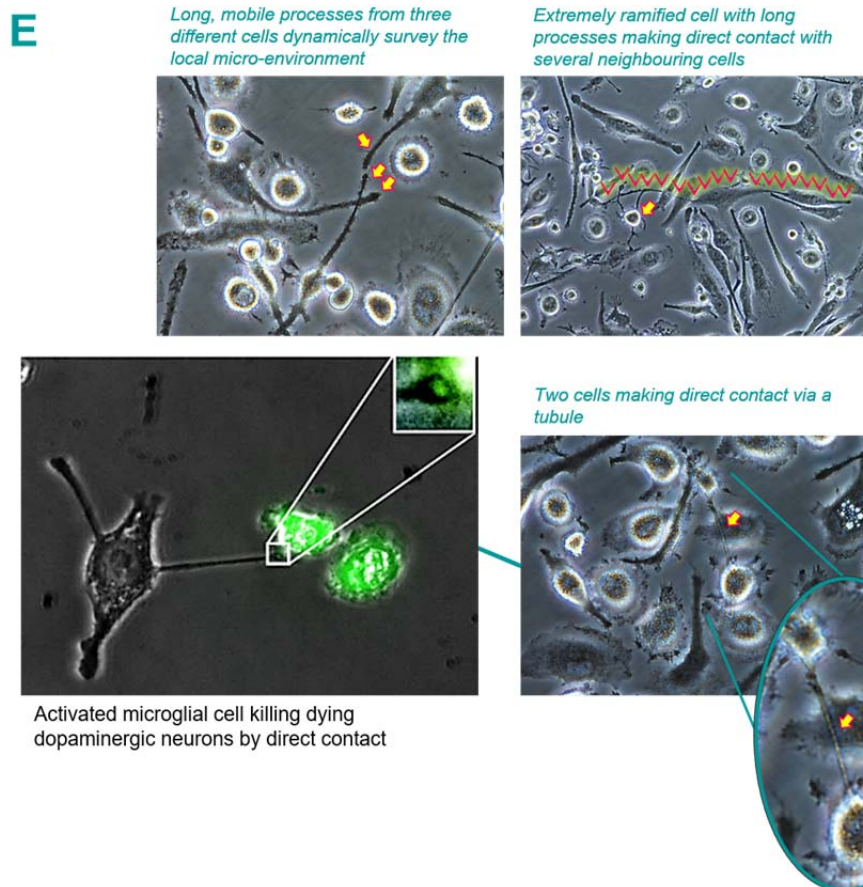 E
Long, mobile processes from three
different cells dynamically survey the
local micro-environment
Extremely ramified cell with long
processes making direct contact with
several neighbouring cells
Two cells making direct contact via a
tubule
Activated microglial cell killing dying
dopaminergic neurons by direct contact